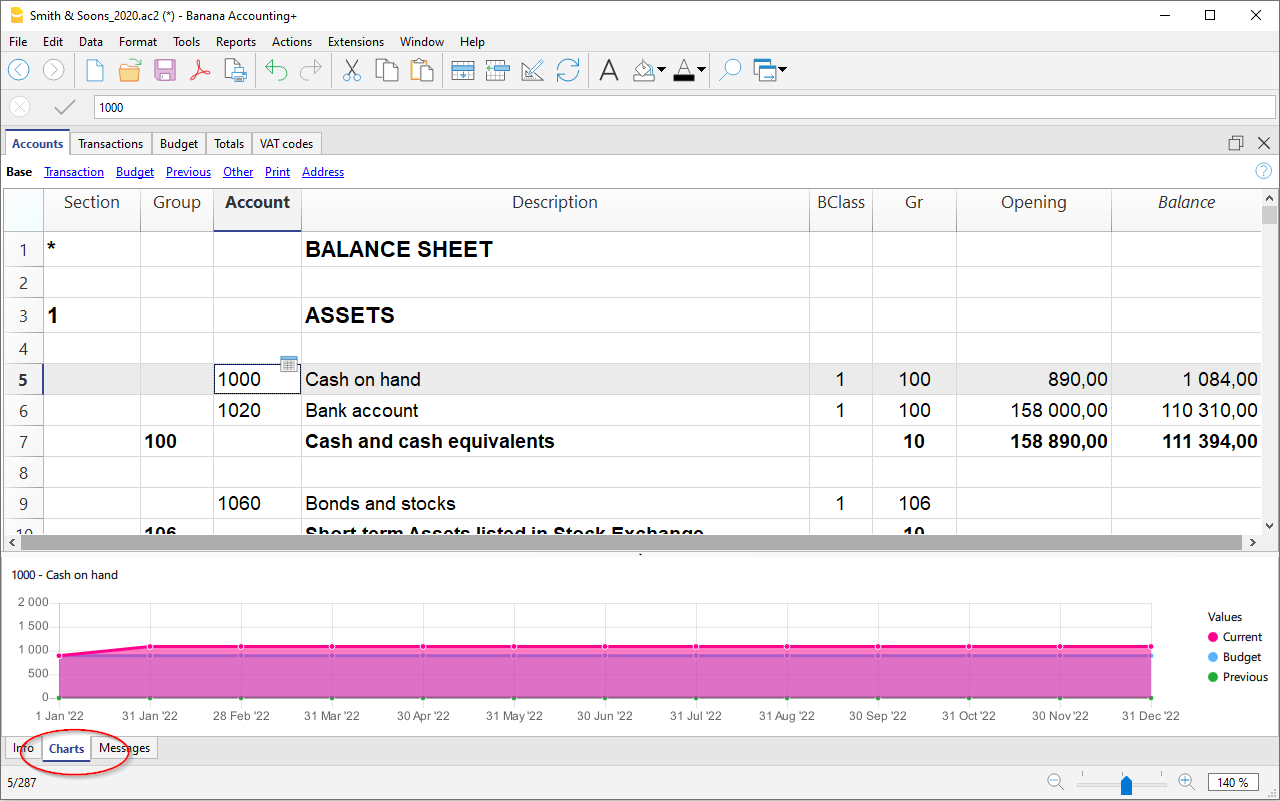 Smith & Soons_2020.ac2 (*) - Banana Accounting+
File Edit Data Format Tools Reports Actions Extensions Window Help
1000
Accounts Transactions Budget Totals VAT codes
Base Transaction Budget Previous Other Print Address
Section Group Account Description BClass Gr Opening Balance
1 * BALANCE SHEET
2
3 1 ASSETS
4
5 1000 Cash on hand 1 100 890,00 1 084,00
6 1020 Bank account 1 100 158 000,00 110 310,00
7 100 Cash and cash equivalents 10 158 890,00 111 394,00
8
9 1060 Bonds and stocks 1 106
10 106 Short term Assets listed in Stock Exchange 10
1000 - Cash on hand
2 000
1 500
1 000
500
0
1 Jan '22 31 Jan '22 28 Feb '22 31 Mar '22 30 Apr '22 31 May '22 30 Jun '22 31 Jul '22 31 Aug '22 30 Sep '22 31 Oct '22 30 Nov '22 31 Dec '22
Values
Current
Budget
Previous
Info Charts Messages
5/287
140 %